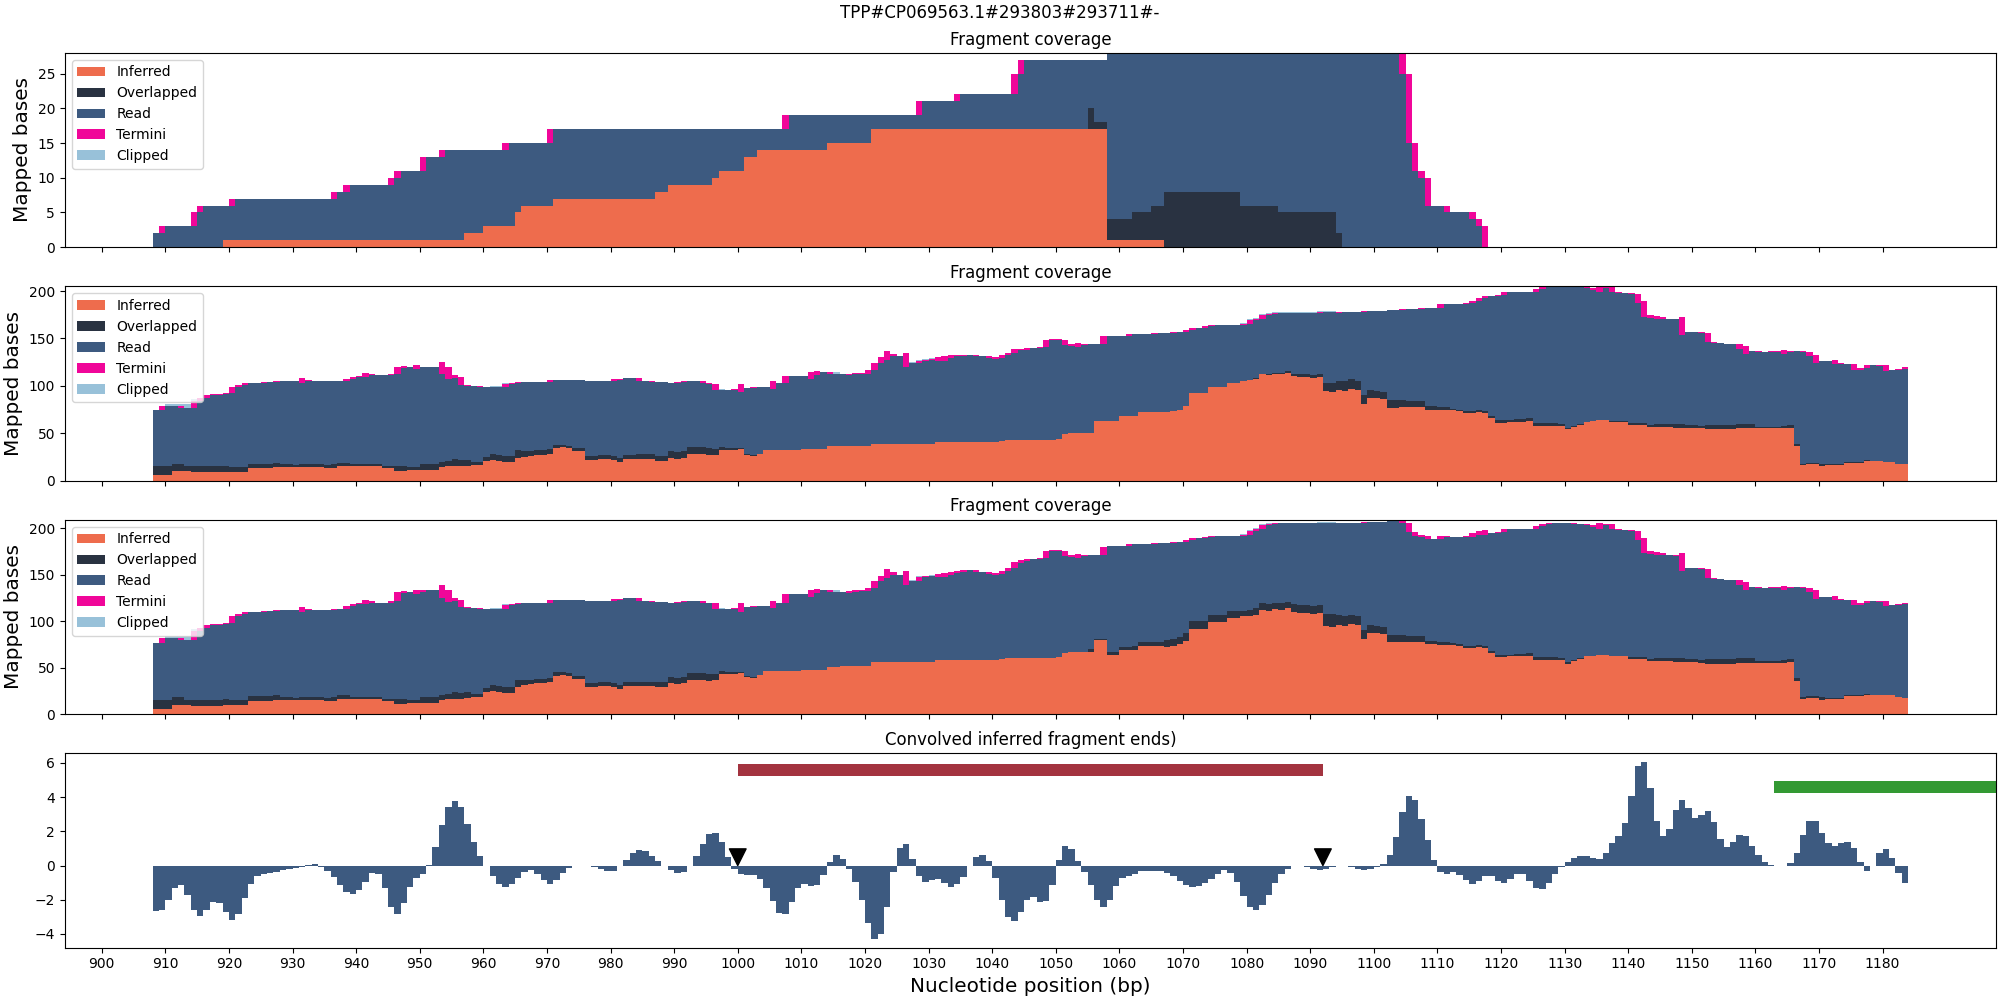 TPP#CP069563.1#293803#293711#-
Fragment coverage
Mapped bases
25
20
15
10
5
0
Inferred
Overlapped
Read
Termini
Clipped
Fragment coverage
Mapped bases
200
150
100
50
0
Inferred
Overlapped
Read
Termini
Clipped
Fragment coverage
Mapped bases
200
150
100
50
0
Inferred
Overlapped
Read
Termini
Clipped
Convolved inferred fragment ends)
6
4
2
0
−2
−4
900 910 920 930 940 950 960 970 980 990 1000 1010 1020 1030 1040 1050 1060 1070 1080 1090 1100 1110 1120 1130 1140 1150 1160 1170 1180
Nucleotide position (bp)